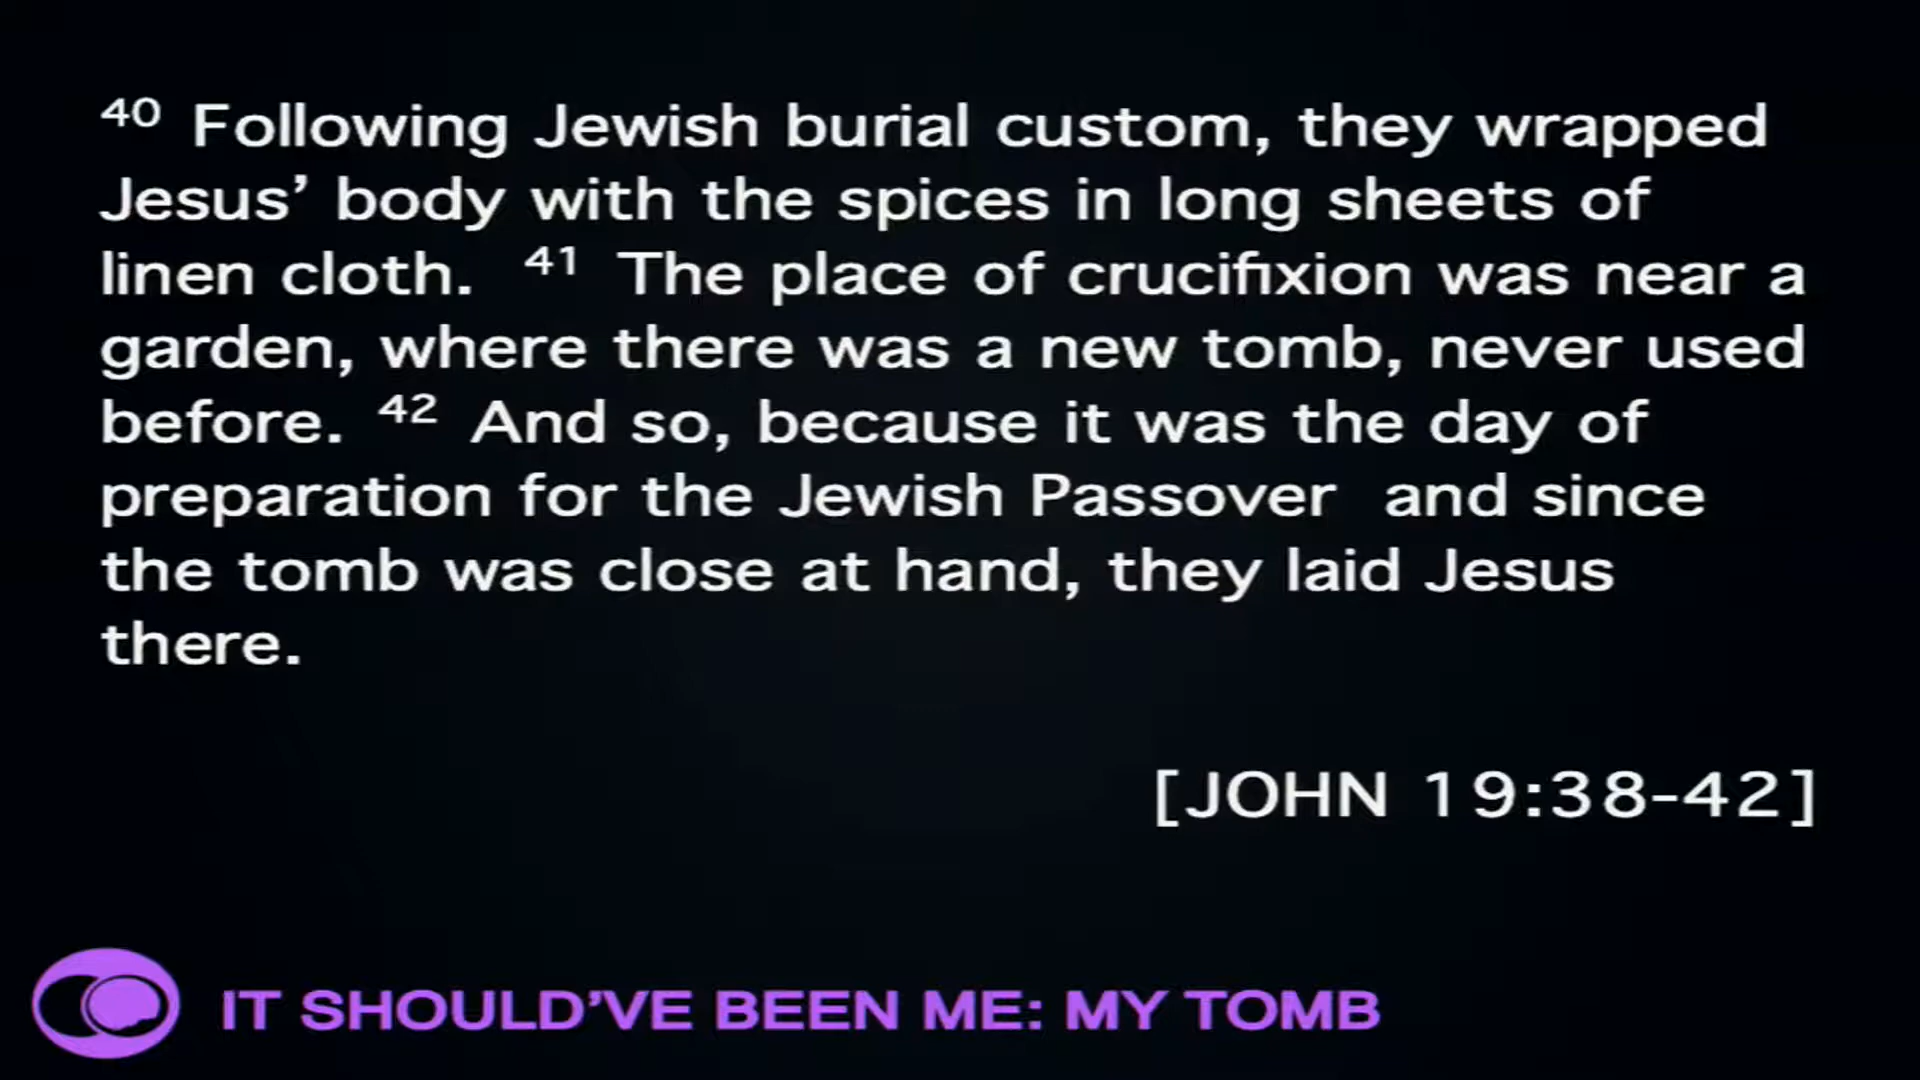 40 Following Jewish burial custom, they wrapped
Jesus’ body with the spices in long sheets of
linen cloth. 41 The place of crucifixion was near a
garden, where there was a new tomb, never used
before. 42 And so, because it was the day of
preparation for the Jewish Passover and since
the tomb was close at hand, they laid Jesus
there.
[JOHN 19:38-42]
IT SHOULD’VE BEEN ME: MY TOMB